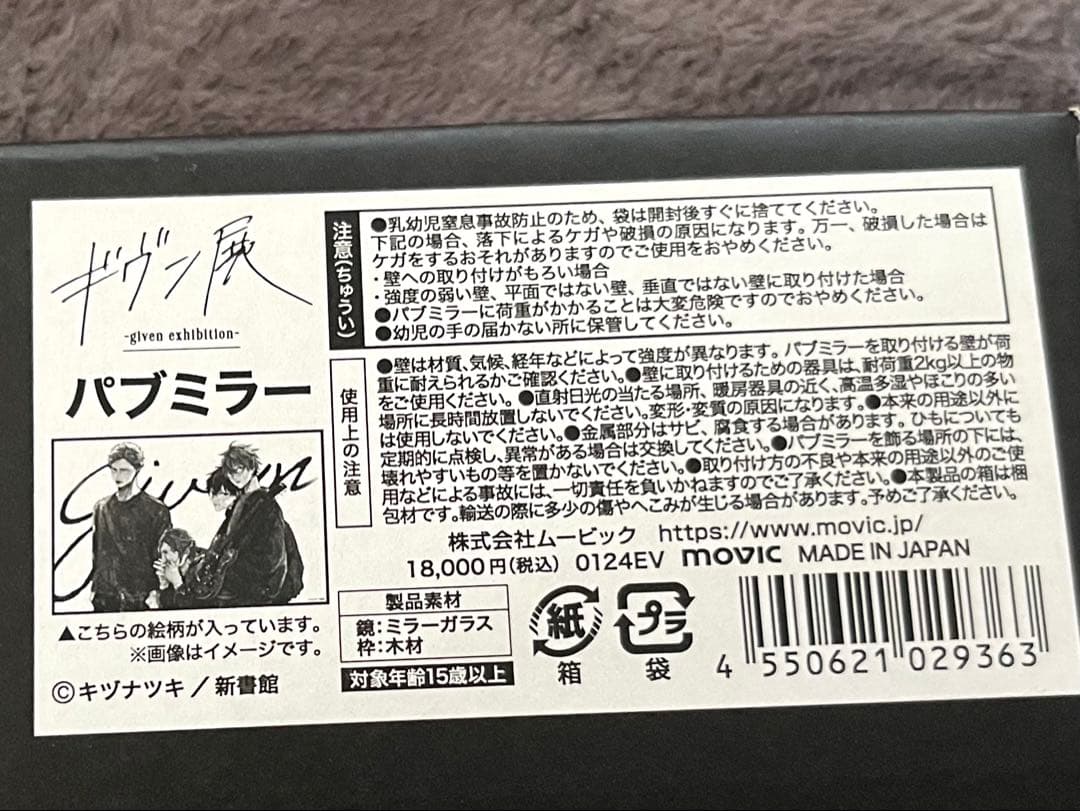 ギヴン展
-given exhibition-
パブミラー
given
▲こちらの絵柄が入っています。
※画像はイメージです。
©キヅナツキ／新書館
注意(ちゅうい)
●乳幼児窒息事故防止のため、袋は開封後すぐに捨ててください。
下記の場合、落下によるケガや破損の原因になります。万一、破損した場合は
ケガをするおそれがありますのでご使用をおやめください。
・壁への取り付けがもろい場合
・強度の弱い壁、平面ではない壁、垂直ではない壁に取り付けた場合
●パブミラーに荷重がかかることは大変危険ですのでおやめください。
●幼児の手の届かない所に保管してください。
使用上の注意
●壁は材質、気候、経年などによって強度が異なります。パブミラーを取り付ける壁が荷
重に耐えられるかご確認ください。●壁に取り付けるための器具は、耐荷重2kg以上の物
をご使用ください。●直射日光の当たる場所、暖房器具の近く、高温多湿やほこりの多い
場所に長時間放置しないでください。変形・変質の原因になります。●本来の用途以外に
は使用しないでください。●金属部分はサビ、腐食する場合があります。ひもについても
定期的に点検し、異常がある場合は交換してください。●パブミラーを飾る場所の下には、
壊れやすいもの等を置かないでください。●取り付け方の不良や本来の用途以外のご使
用などによる事故には、一切責任を負いかねますのでご了承ください。●本製品の箱は梱
包材です。輸送の際に多少の傷やへこみが生じる場合があります。予めご了承ください。
株式会社ムービック https://www.movic.jp/
18,000円(税込) 0124EV movic MADE IN JAPAN
製品素材
鏡：ミラーガラス
枠：木材
対象年齢15歳以上
紙
箱
プラ
袋
4 550621 029363